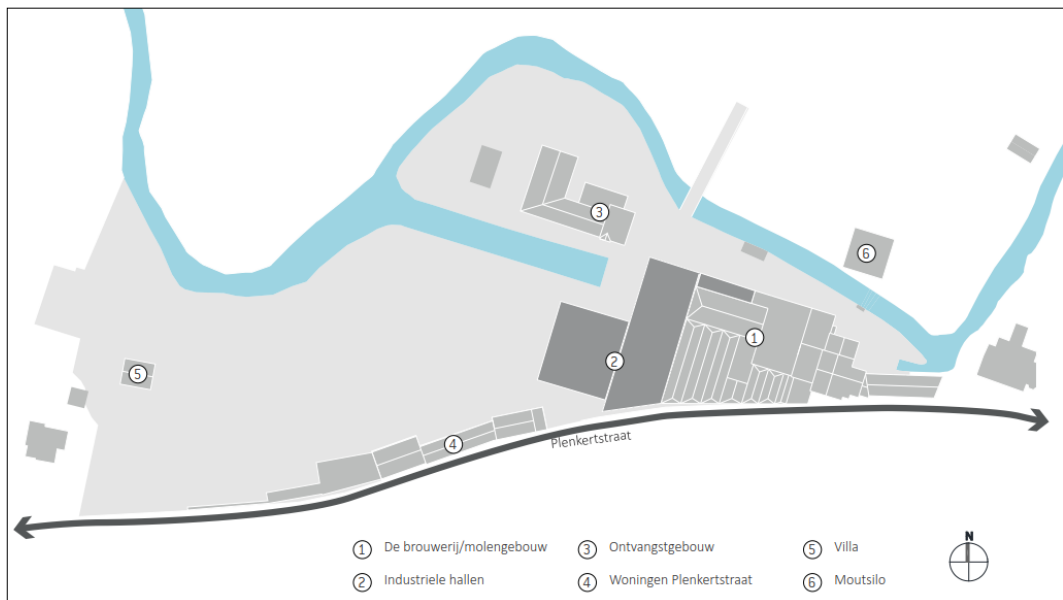 3
6
1
2
5
4
Plenkertstraat
1 De brouwerij/molengebouw
3 Ontvangstgebouw
5 Villa
N
2 Industriele hallen
4 Woningen Plenkertstraat
6 Moutsilo